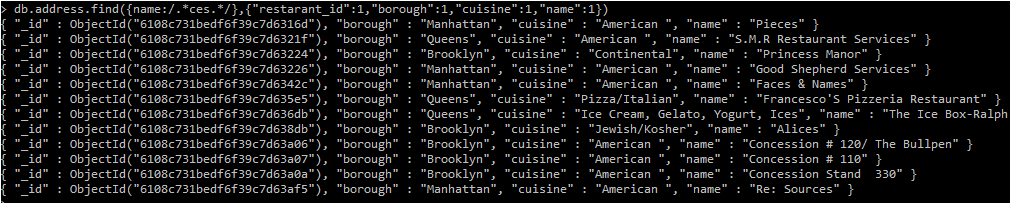 > db.address.find({name:/.*ces.*/},{"restarant_id":1,"borough":1,"cuisine":1,"name":1})
{ "_id" : ObjectId("6108c731bedf6f39c7d6316d"), "borough" : "Manhattan", "cuisine" : "American ", "name" : "Pieces" }
{ "_id" : ObjectId("6108c731bedf6f39c7d6321f"), "borough" : "Queens", "cuisine" : "American ", "name" : "S.M.R Restaurant Services" }
{ "_id" : ObjectId("6108c731bedf6f39c7d63224"), "borough" : "Brooklyn", "cuisine" : "Continental", "name" : "Princess Manor" }
{ "_id" : ObjectId("6108c731bedf6f39c7d63226"), "borough" : "Manhattan", "cuisine" : "American ", "name" : "Good Shepherd Services" }
{ "_id" : ObjectId("6108c731bedf6f39c7d6342c"), "borough" : "Manhattan", "cuisine" : "American ", "name" : "Faces & Names" }
{ "_id" : ObjectId("6108c731bedf6f39c7d635e5"), "borough" : "Queens", "cuisine" : "Pizza/Italian", "name" : "Francesco'S Pizzeria Restaurant" }
{ "_id" : ObjectId("6108c731bedf6f39c7d636db"), "borough" : "Queens", "cuisine" : "Ice Cream, Gelato, Yogurt, Ices", "name" : "The Ice Box-Ralph
{ "_id" : ObjectId("6108c731bedf6f39c7d638db"), "borough" : "Brooklyn", "cuisine" : "Jewish/Kosher", "name" : "Alices" }
{ "_id" : ObjectId("6108c731bedf6f39c7d63a06"), "borough" : "Brooklyn", "cuisine" : "American ", "name" : "Concession # 120/ The Bullpen" }
{ "_id" : ObjectId("6108c731bedf6f39c7d63a07"), "borough" : "Brooklyn", "cuisine" : "American ", "name" : "Concession # 110" }
{ "_id" : ObjectId("6108c731bedf6f39c7d63a0a"), "borough" : "Brooklyn", "cuisine" : "American ", "name" : "Concession Stand  330" }
{ "_id" : ObjectId("6108c731bedf6f39c7d63af5"), "borough" : "Manhattan", "cuisine" : "American ", "name" : "Re: Sources" }